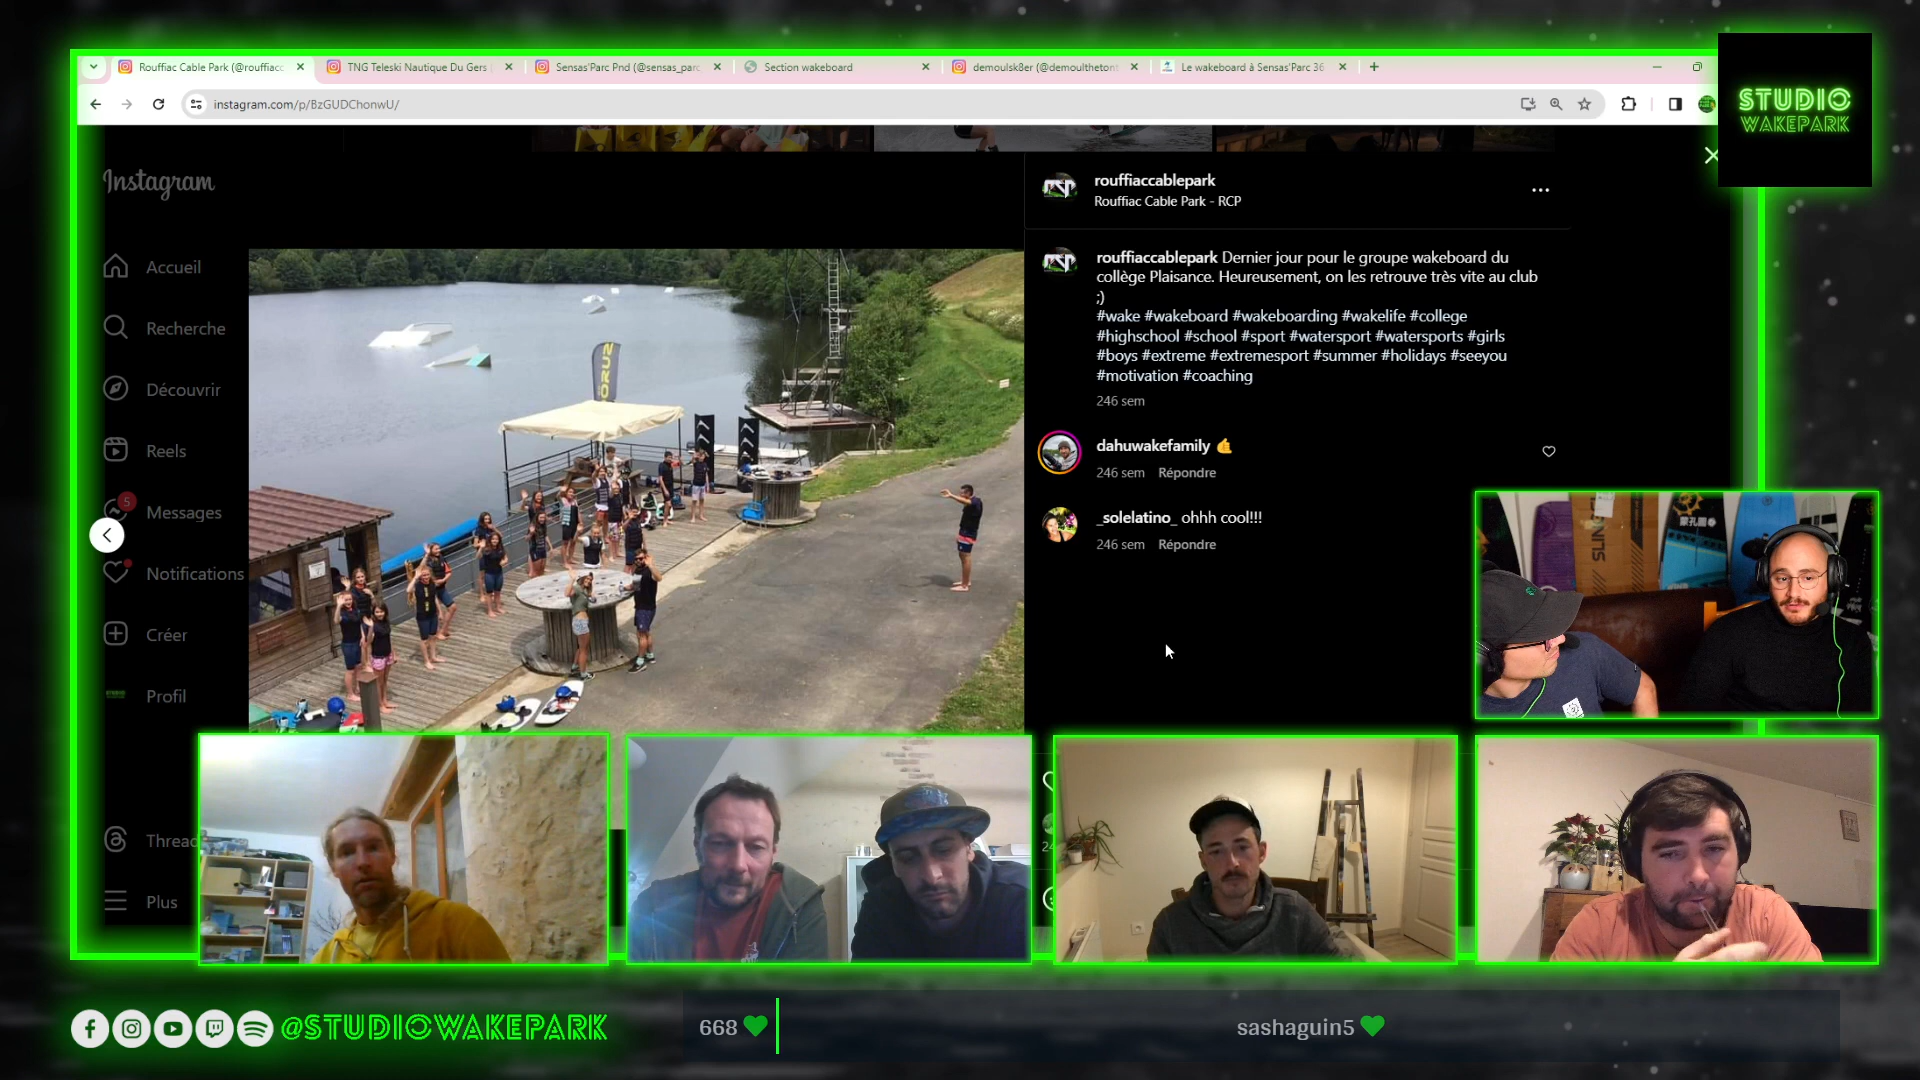 Rouffiac Cable Park (@rouffiacc
TNG Teleski Nautique Du Gers
Sensas'Parc Pnd (@sensas_parc
Section wakeboard
demoulsk8er (@demoulthetont
Le wakeboard à Sensas'Parc 36
instagram.com/p/BzGUDChonwU/
STUDIO
WAKEPARK
Instagram
Accueil
Recherche
Découvrir
Reels
5
Messages
Notifications
Créer
Profil
Threac
Plus
rouffiaccablepark
Rouffiac Cable Park - RCP
rouffiaccablepark Dernier jour pour le groupe wakeboard du
collège Plaisance. Heureusement, on les retrouve très vite au club
;)
#wake #wakeboard #wakeboarding #wakelife #college
#highschool #school #sport #watersport #watersports #girls
#boys #extreme #extremesport #summer #holidays #seeyou
#motivation #coaching
246 sem
dahuwakefamily 🤙
246 sem Répondre
_solelatino_ ohhh cool!!!
246 sem Répondre
@STUDIOWAKEPARK
668 💚
sashaguin5 💚